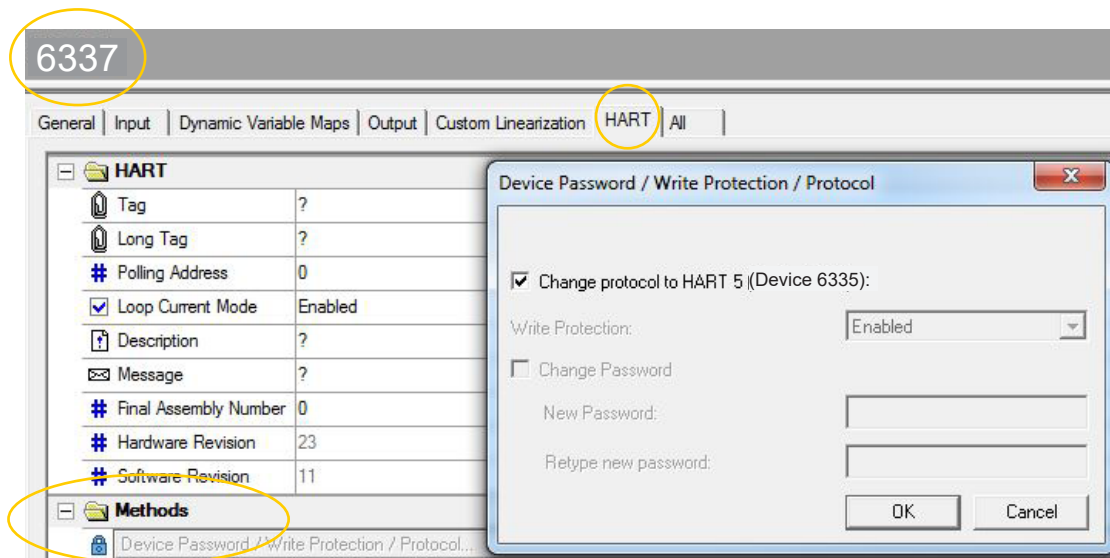 6337
General Input Dynamic Variable Maps Output Custom Linearization HART All
HART
Tag ?
Long Tag ?
Polling Address 0
Loop Current Mode Enabled
Description ?
Message ?
Final Assembly Number 0
Hardware Revision 23
Software Revision 11
Methods
Device Password / Write Protection / Protocol...
Device Password / Write Protection / Protocol
Change protocol to HART 5 (Device 6335):
Write Protection: Enabled
Change Password
New Password:
Retype new password:
OK Cancel